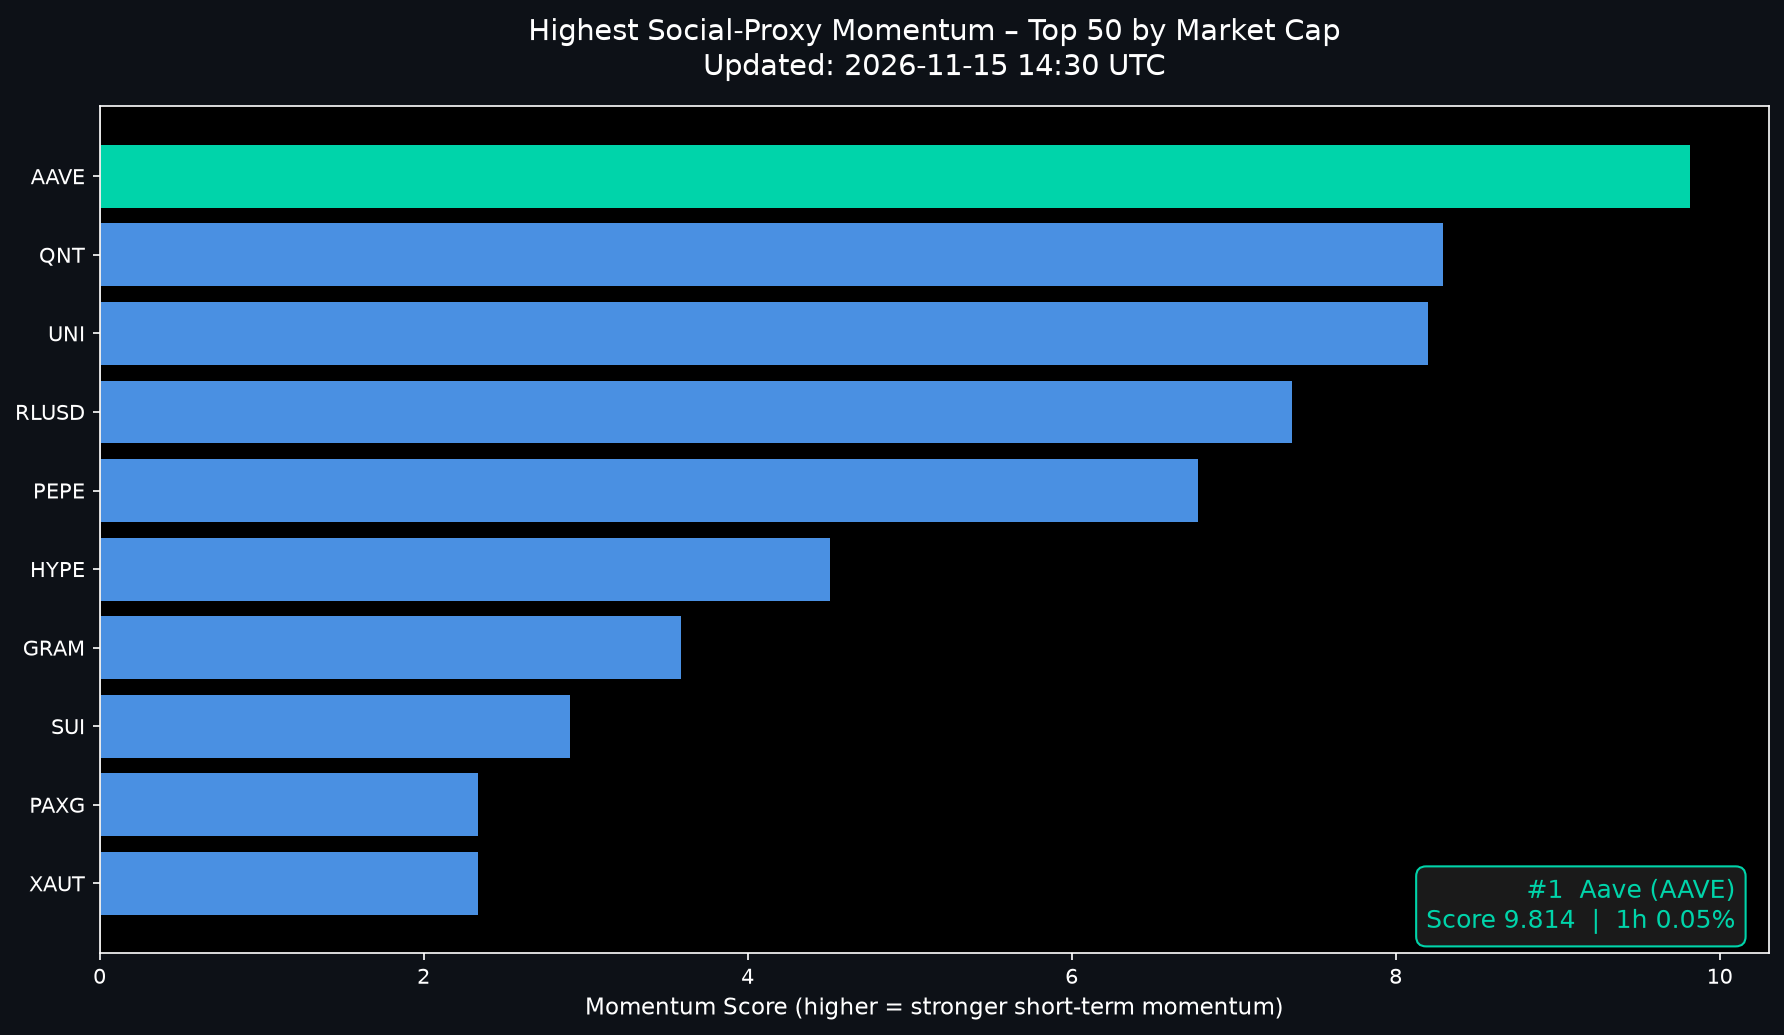 Highest Social-Proxy Momentum – Top 50 by Market Cap
Updated: 2026-11-15 14:30 UTC
AAVE
QNT
UNI
RLUSD
PEPE
HYPE
GRAM
SUI
PAXG
XAUT
#1  Aave (AAVE)
Score 9.814  |  1h 0.05%
0 2 4 6 8 10
Momentum Score (higher = stronger short-term momentum)